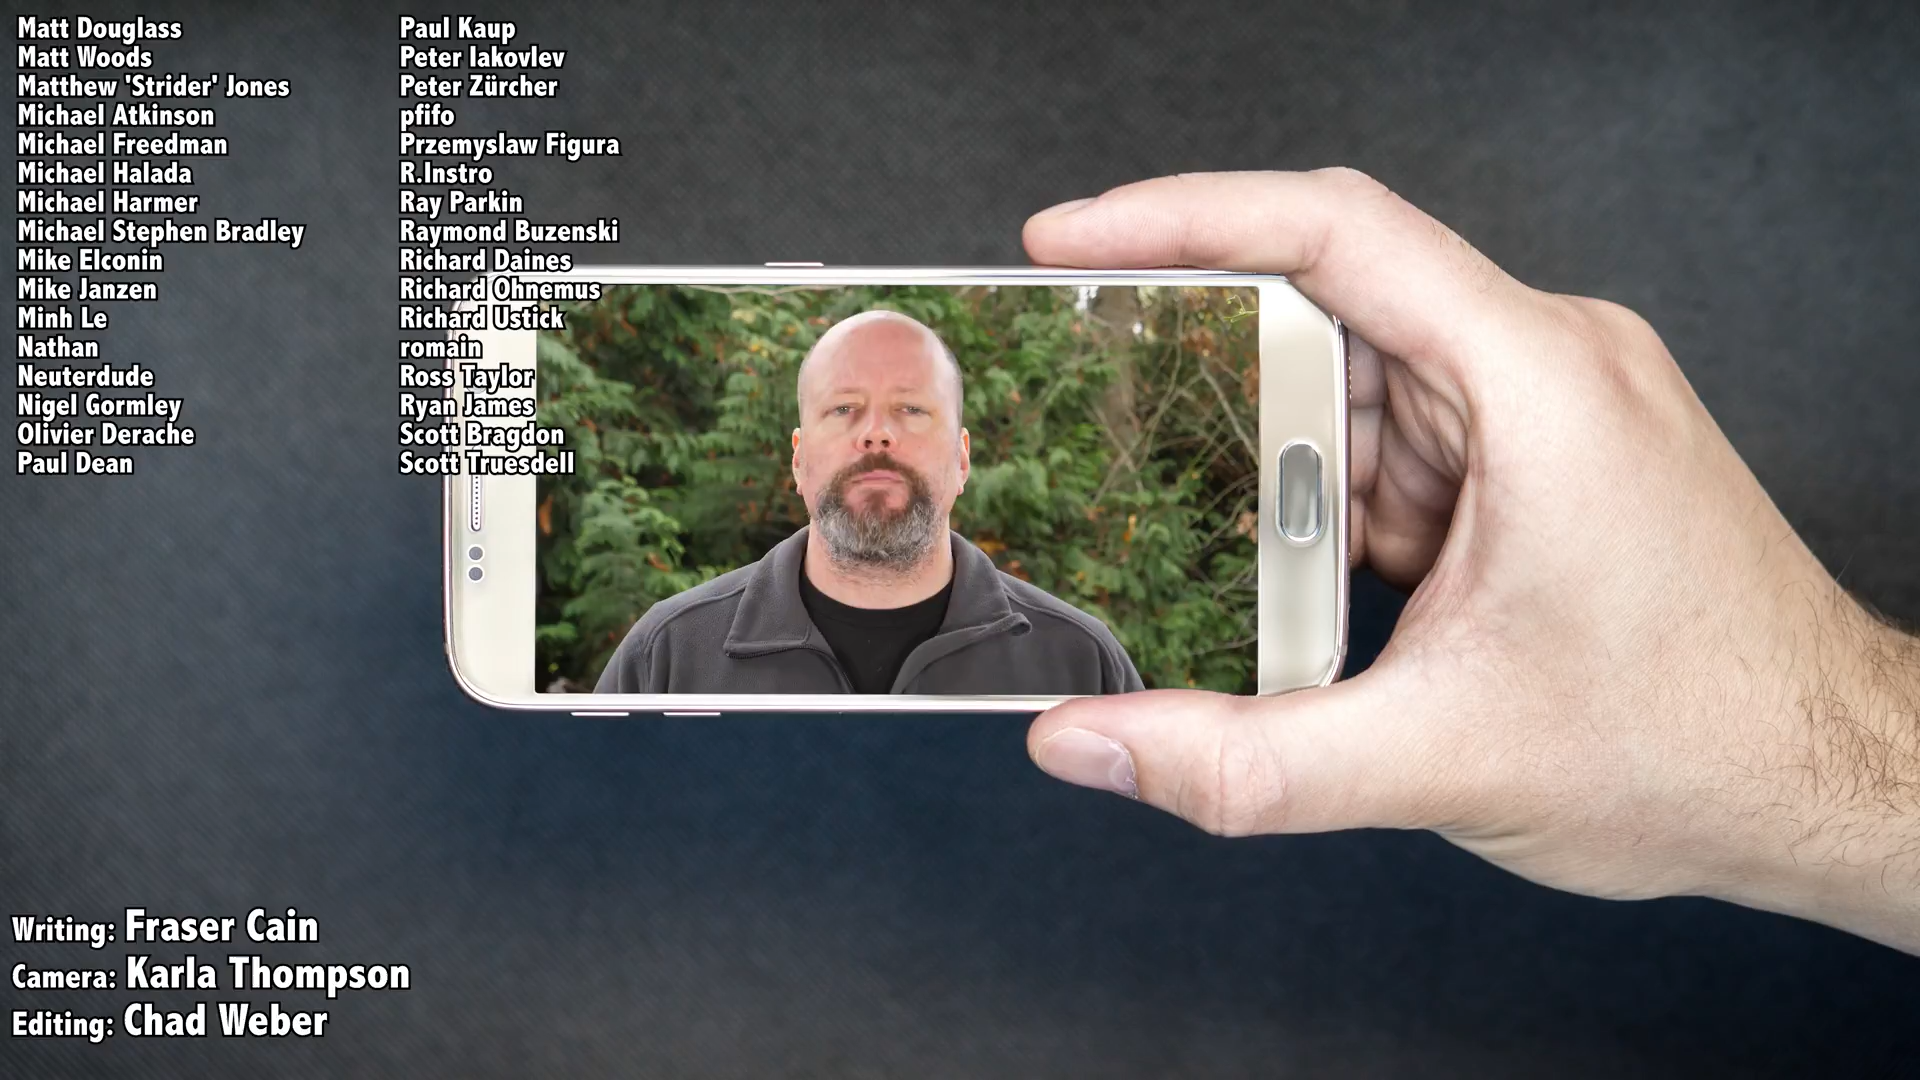 Matt Douglass
Matt Woods
Matthew 'Strider' Jones
Michael Atkinson
Michael Freedman
Michael Halada
Michael Harmer
Michael Stephen Bradley
Mike Elconin
Mike Janzen
Minh Le
Nathan
Neuterdude
Nigel Gormley
Olivier Derache
Paul Dean
Paul Kaup
Peter Iakovlev
Peter Zürcher
pfifo
Przemyslaw Figura
R.Instro
Ray Parkin
Raymond Buzenski
Richard Daines
Richard Ohnemus
Richard Ustick
romain
Ross Taylor
Ryan James
Scott Bragdon
Scott Truesdell
Writing: Fraser Cain
Camera: Karla Thompson
Editing: Chad Weber